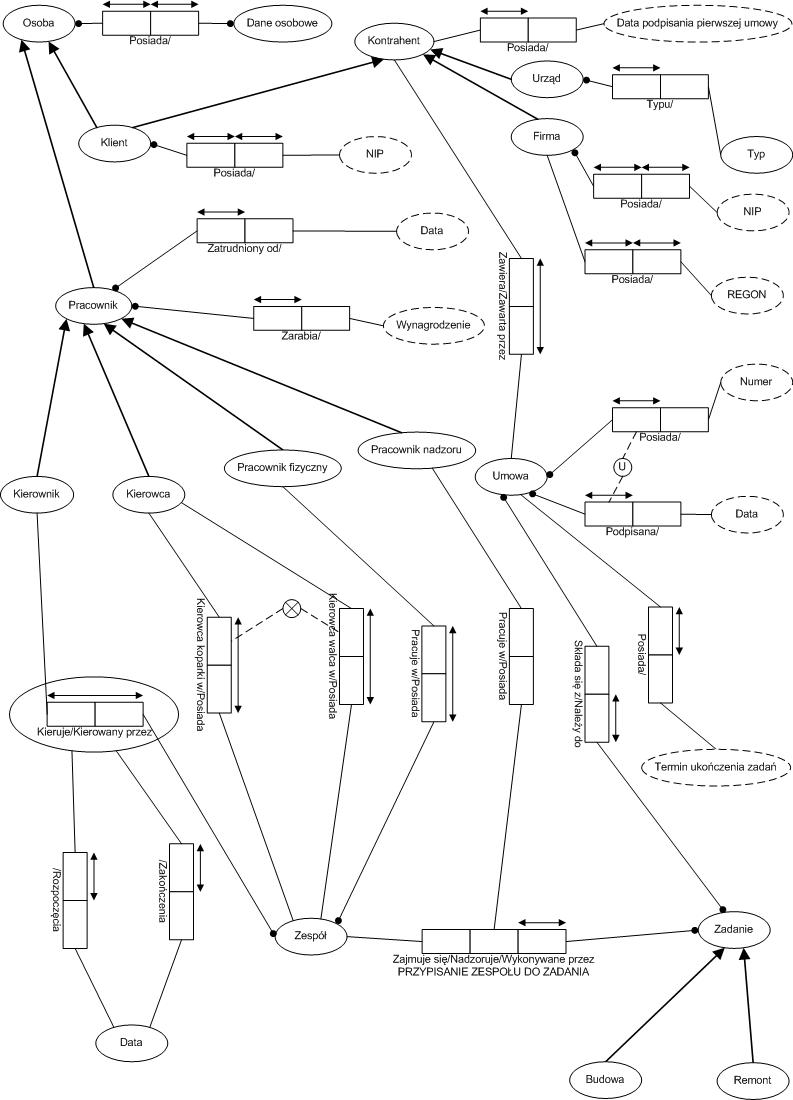 Osoba
Posiada/
Dane osobowe
Kontrahent
Posiada/
Data podpisania pierwszej umowy
Urząd
Typu/
Typ
Klient
Posiada/
NIP
Firma
Posiada/
NIP
Posiada/
REGON
Zatrudniony od/
Data
Zawiera/Zawarta przez
Pracownik
Zarabia/
Wynagrodzenie
Numer
Posiada/
U
Kierownik
Kierowca
Pracownik fizyczny
Pracownik nadzoru
Umowa
Podpisana/
Data
Kierowca koparki w/Posiada
Kierowca walca w/Posiada
Pracuje w/Posiada
Pracuje w/Posiada
Składa się z/Należy do
Posiada/
Kieruje/Kierowany przez
Termin ukończenia zadań
/Rozpoczęcia
/Zakończenia
Zespół
Zajmuje się/Nadzoruje/Wykonywane przez
PRZYPISANIE ZESPOŁU DO ZADANIA
Zadanie
Data
Budowa
Remont